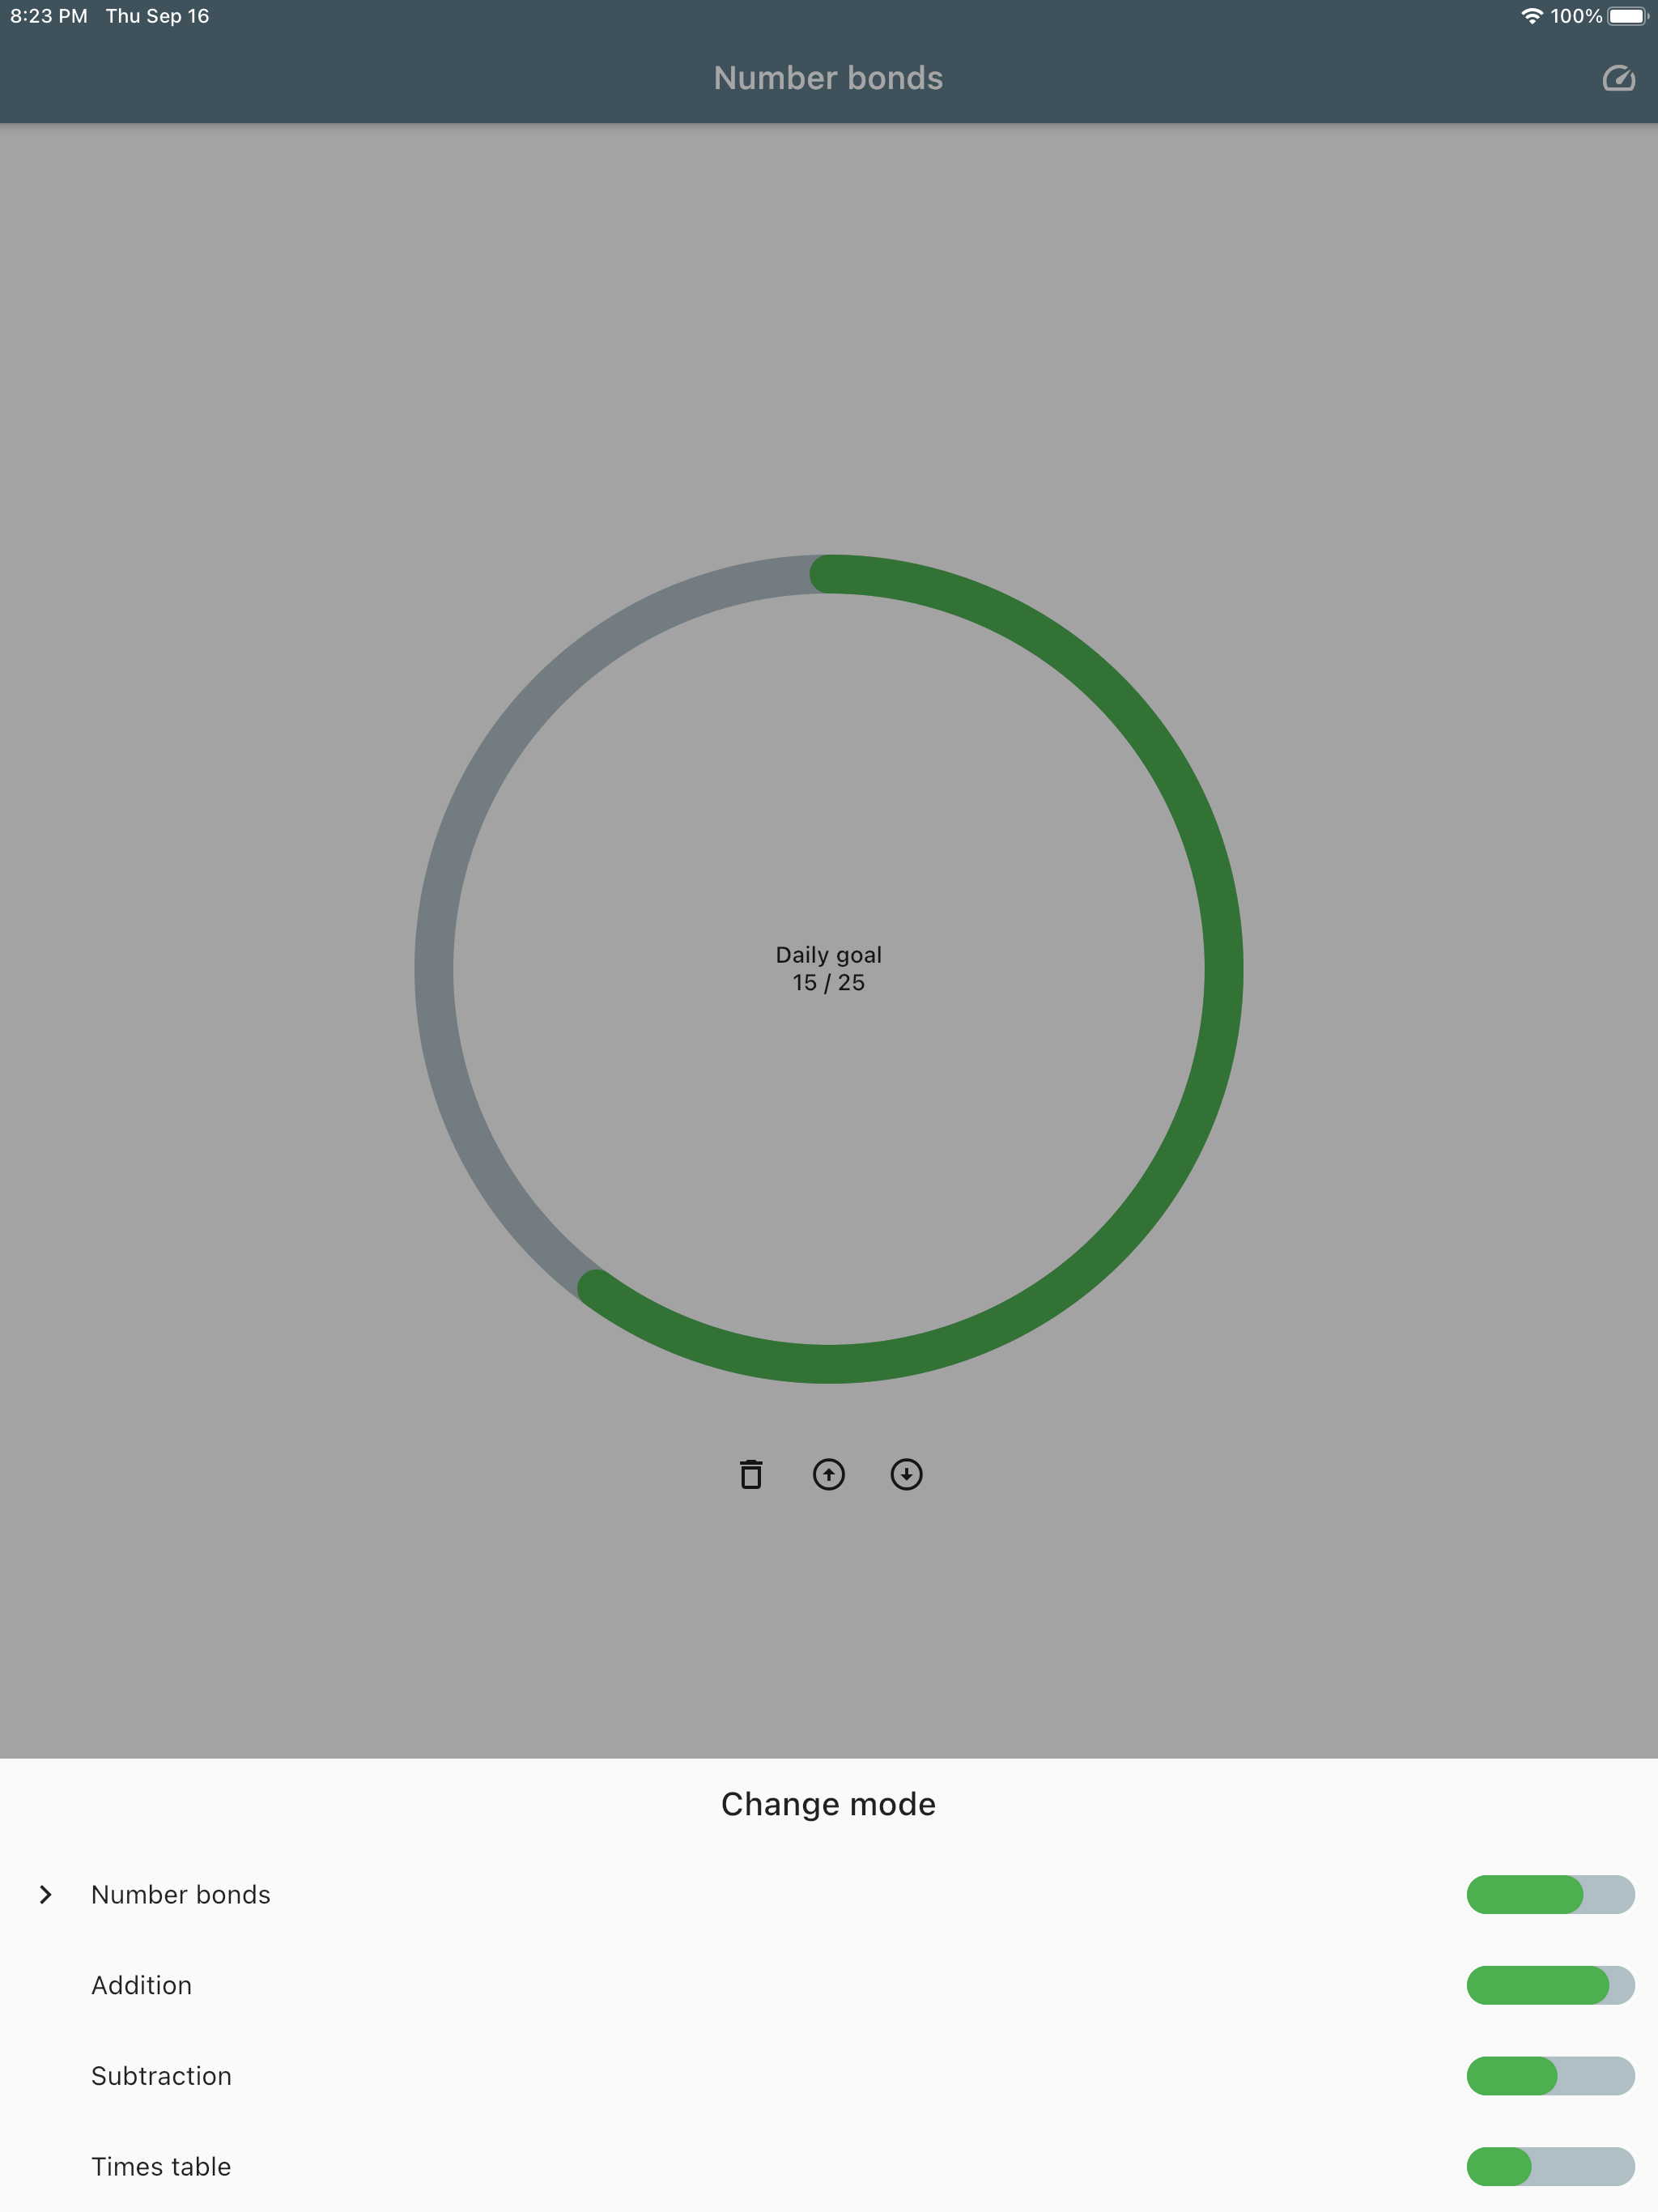 8:23 PM Thu Sep 16 100%
Number bonds
Daily goal
15 / 25
Change mode
Number bonds
Addition
Subtraction
Times table